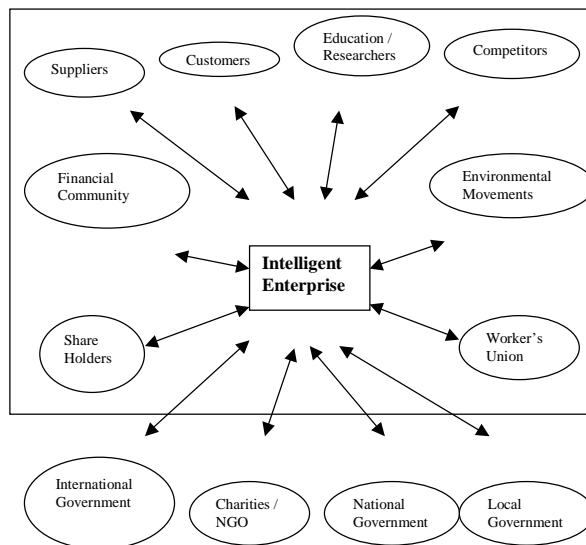 Suppliers
Customers
Education /
Researchers
Competitors
Financial
Community
Environmental
Movements
Intelligent
Enterprise
Share
Holders
Worker's
Union
International
Government
Charities /
NGO
National
Government
Local
Government